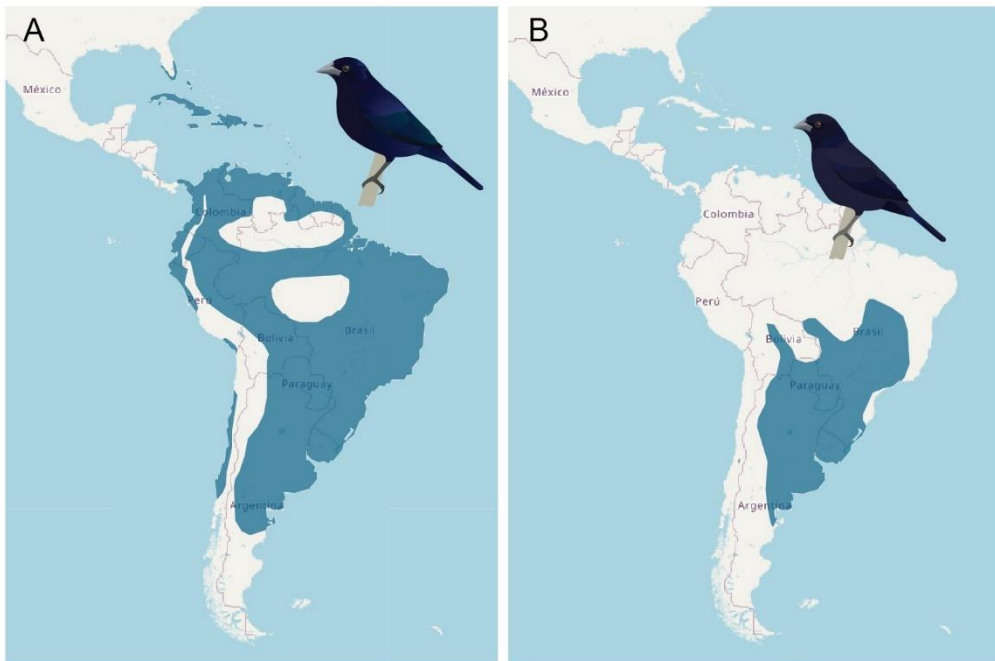 A
México
Colombia
Perú
Brasil
Bolivia
Paraguay
Argentina
B
México
Colombia
Perú
Brasil
Bolivia
Paraguay
Argentina